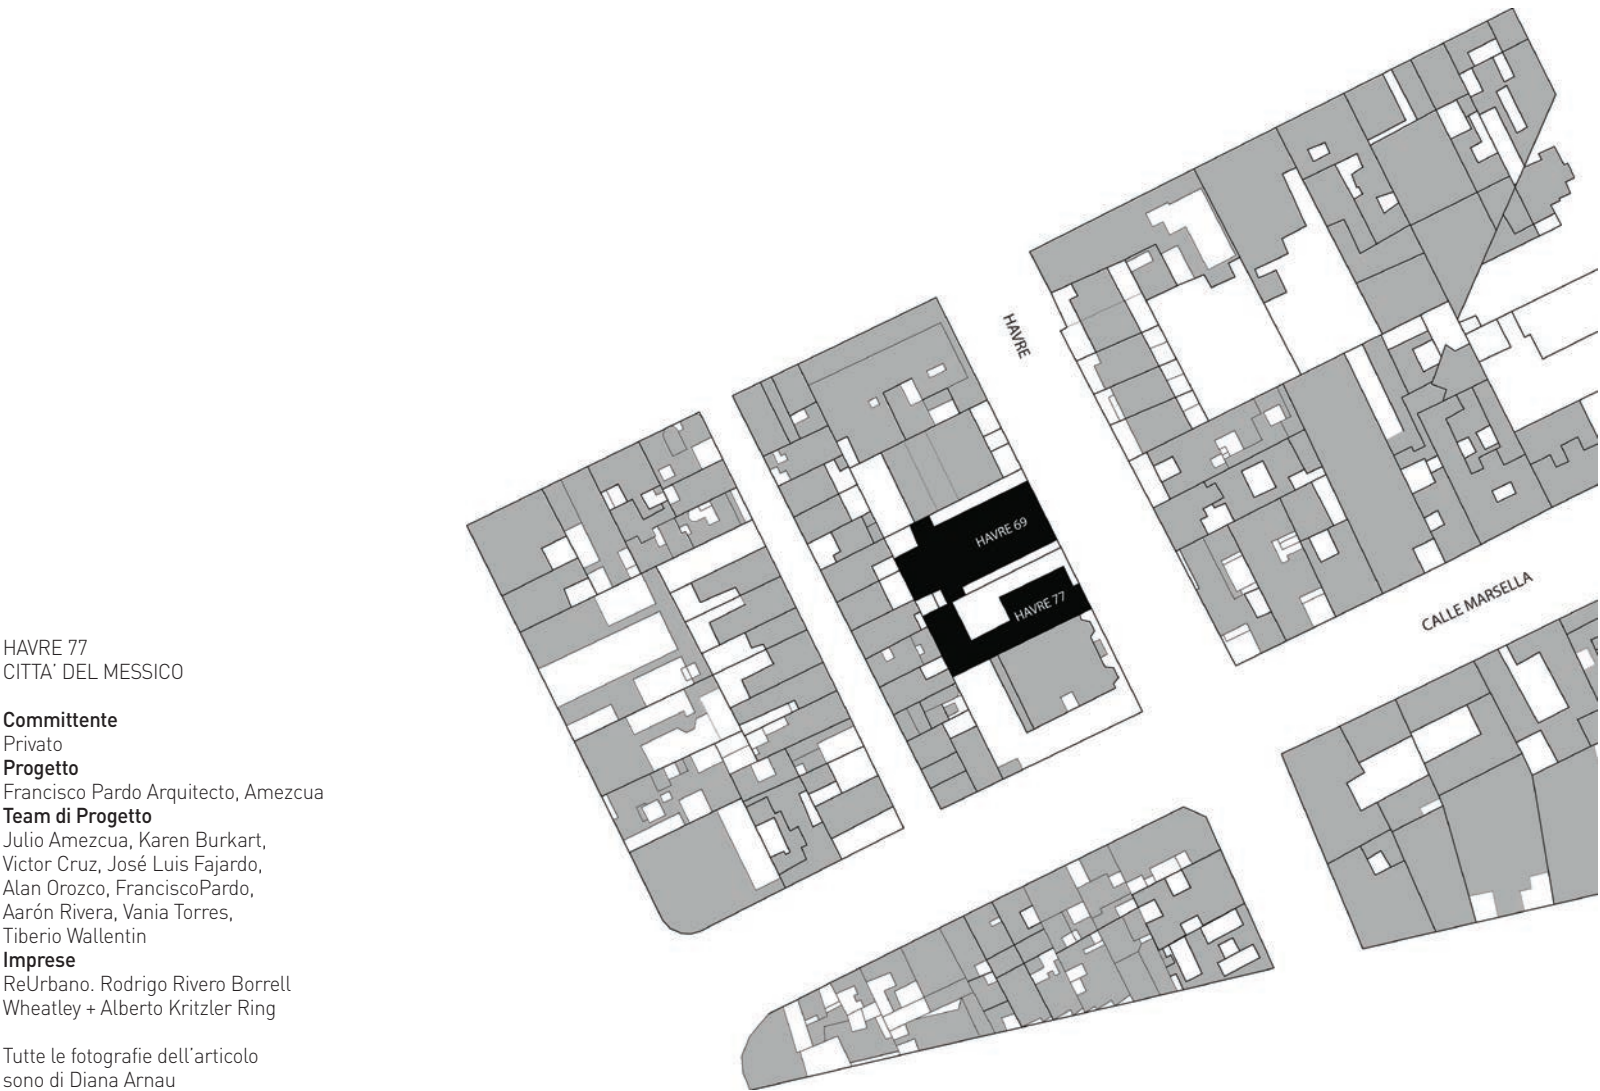 HAVRE 77
CITTA' DEL MESSICO
Committente
Privato
Progetto
Francisco Pardo Arquitecto, Amezcua
Team di Progetto
Julio Amezcua, Karen Burkart,
Victor Cruz, José Luis Fajardo,
Alan Orozco, FranciscoPardo,
Aarón Rivera, Vania Torres,
Tiberio Wallentin
Imprese
ReUrbano. Rodrigo Rivero Borrell
Wheatley + Alberto Kritzler Ring
Tutte le fotografie dell'articolo
sono di Diana Arnau
HAVRE
HAVRE 69
HAVRE 77
CALLE MARSELLA